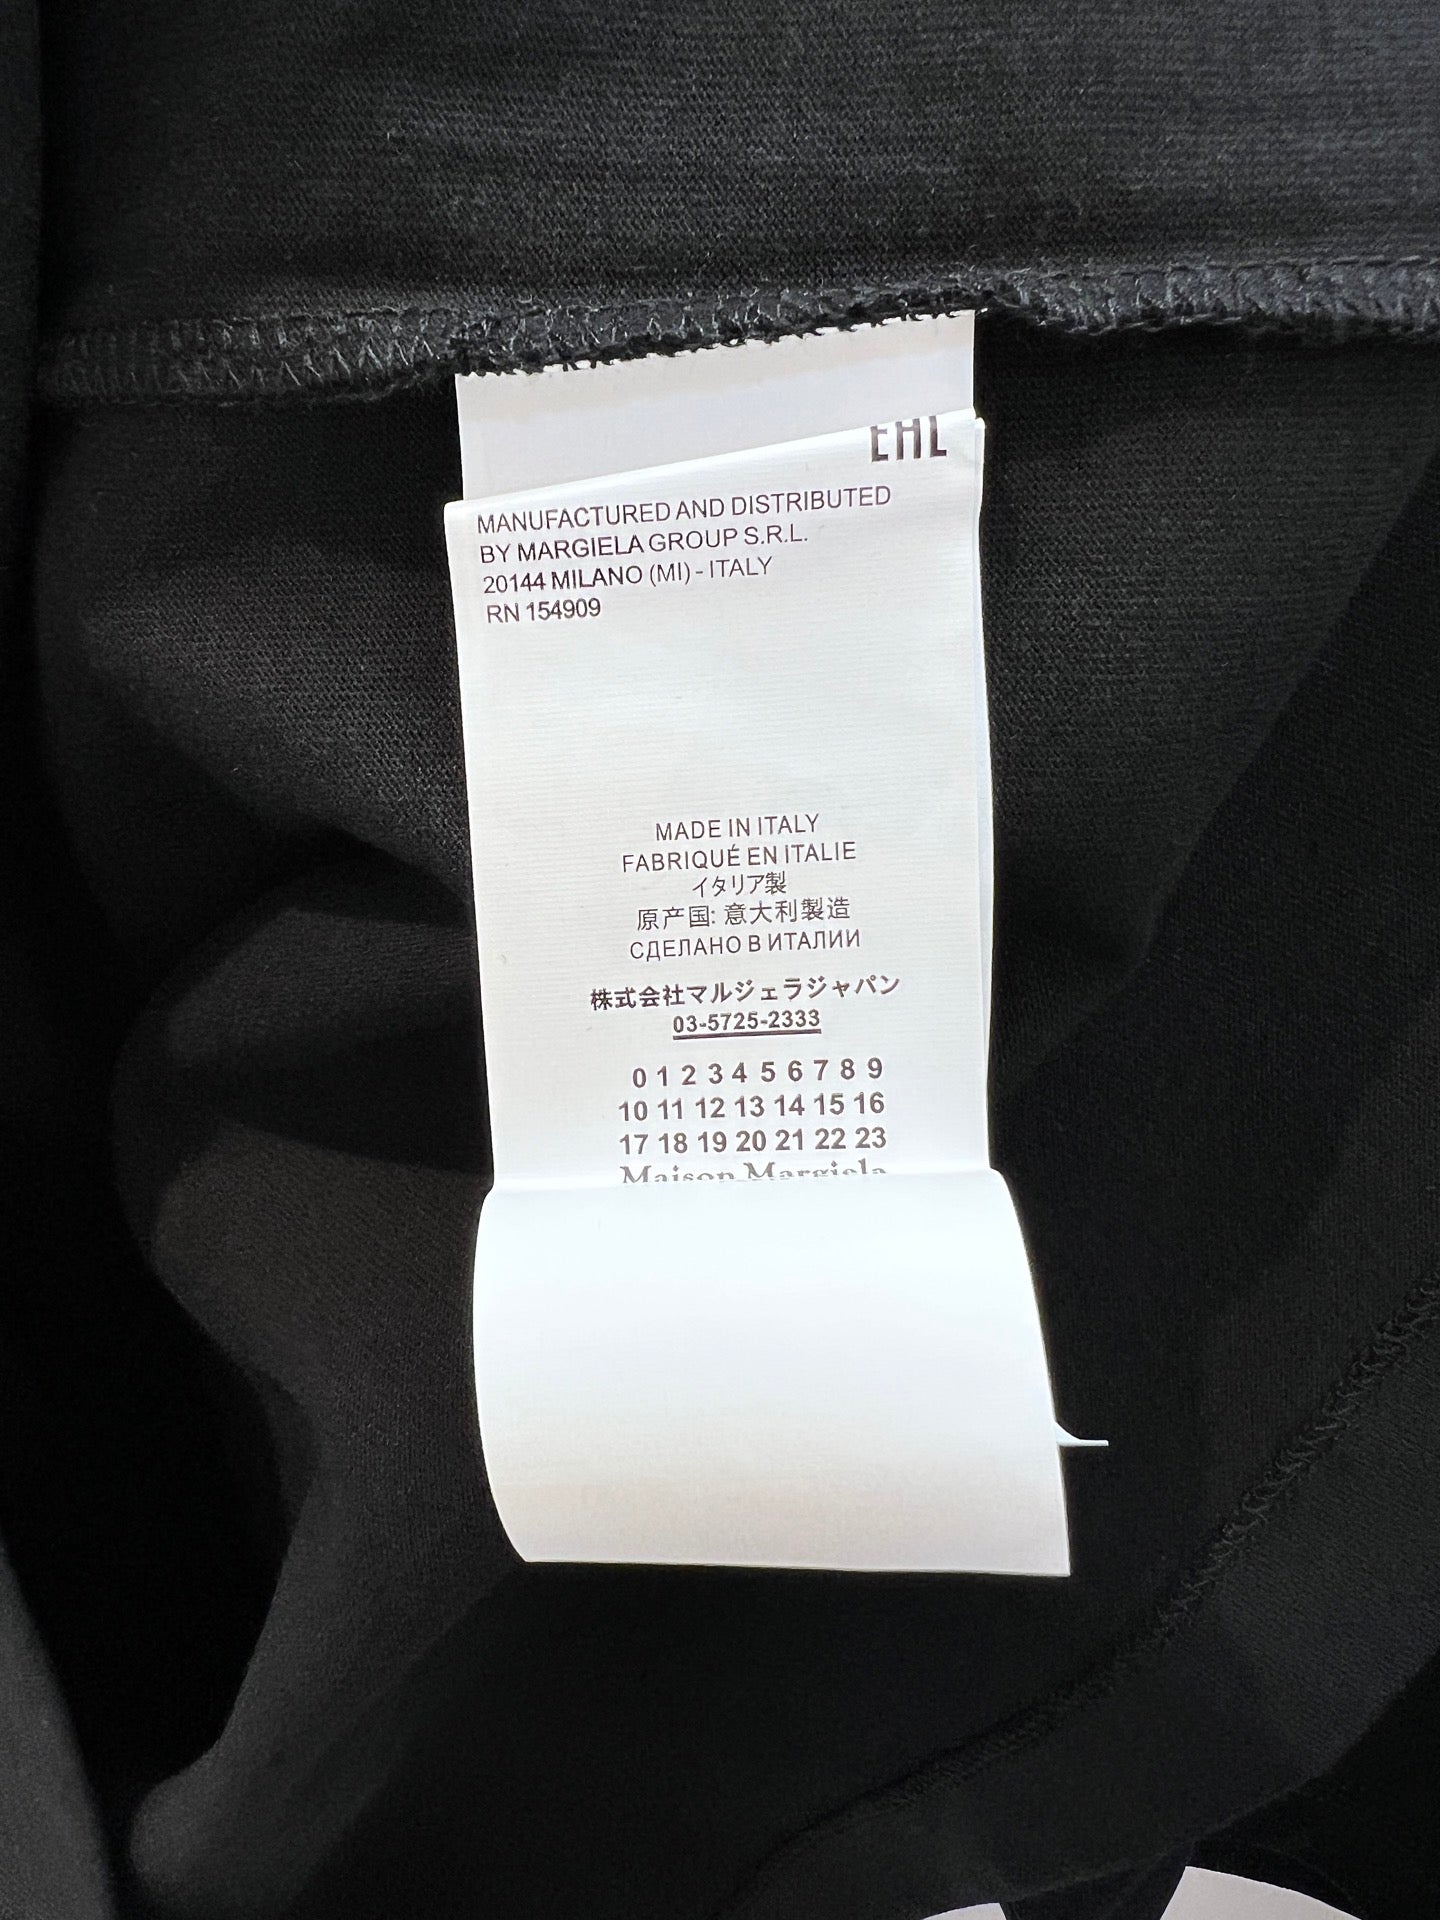 EAC
MANUFACTURED AND DISTRIBUTED
BY MARGIELA GROUP S.R.L.
20144 MILANO (MI) - ITALY
RN 154909
MADE IN ITALY
FABRIQUÉ EN ITALIE
イタリア製
原产国: 意大利製造
СДЕЛАНО В ИТАЛИИ
株式会社マルジェラジャパン
03-5725-2333
0 1 2 3 4 5 6 7 8 9
10 11 12 13 14 15 16
17 18 19 20 21 22 23
Maison Margiela